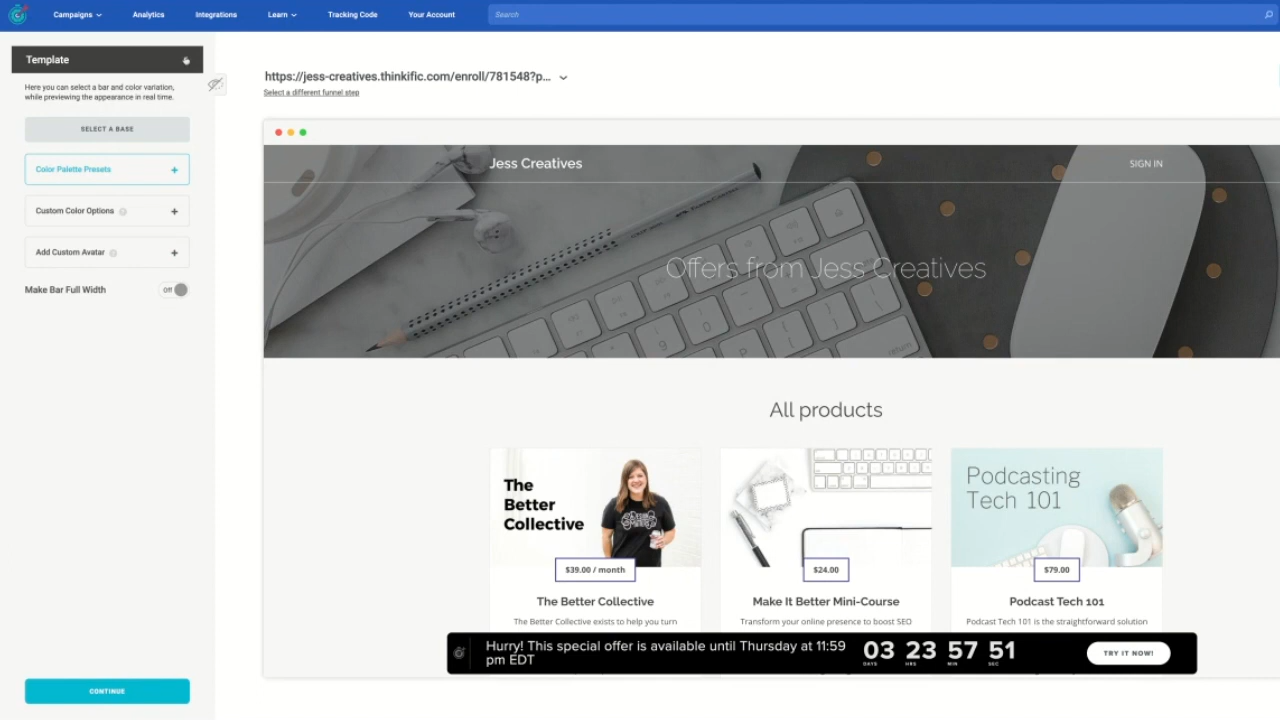 Campaigns
Analytics
Integrations
Learn
Tracking Code
Your Account
Search
Template
Here you can select a bar and color variation,
while previewing the appearance in real time.
SELECT A BASE
Color Palette Presets
Custom Color Options
Add Custom Avatar
Make Bar Full Width
Off
CONTINUE
https://jess-creatives.thinkific.com/enroll/781548?p...
Select a different funnel step
Jess Creatives
SIGN IN
Offers from Jess Creatives
All products
The
Better
Collective
Podcasting
Tech 101
$39.00 / month
$24.00
$79.00
The Better Collective
Make It Better Mini-Course
Podcast Tech 101
The Better Collective exists to help you turn
Transform your online presence to boost SEO
Podcast Tech 101 is the straightforward solution
Hurry! This special offer is available until Thursday at 11:59
pm EDT
03 23 57 51
DAYS HRS MIN SEC
TRY IT NOW!